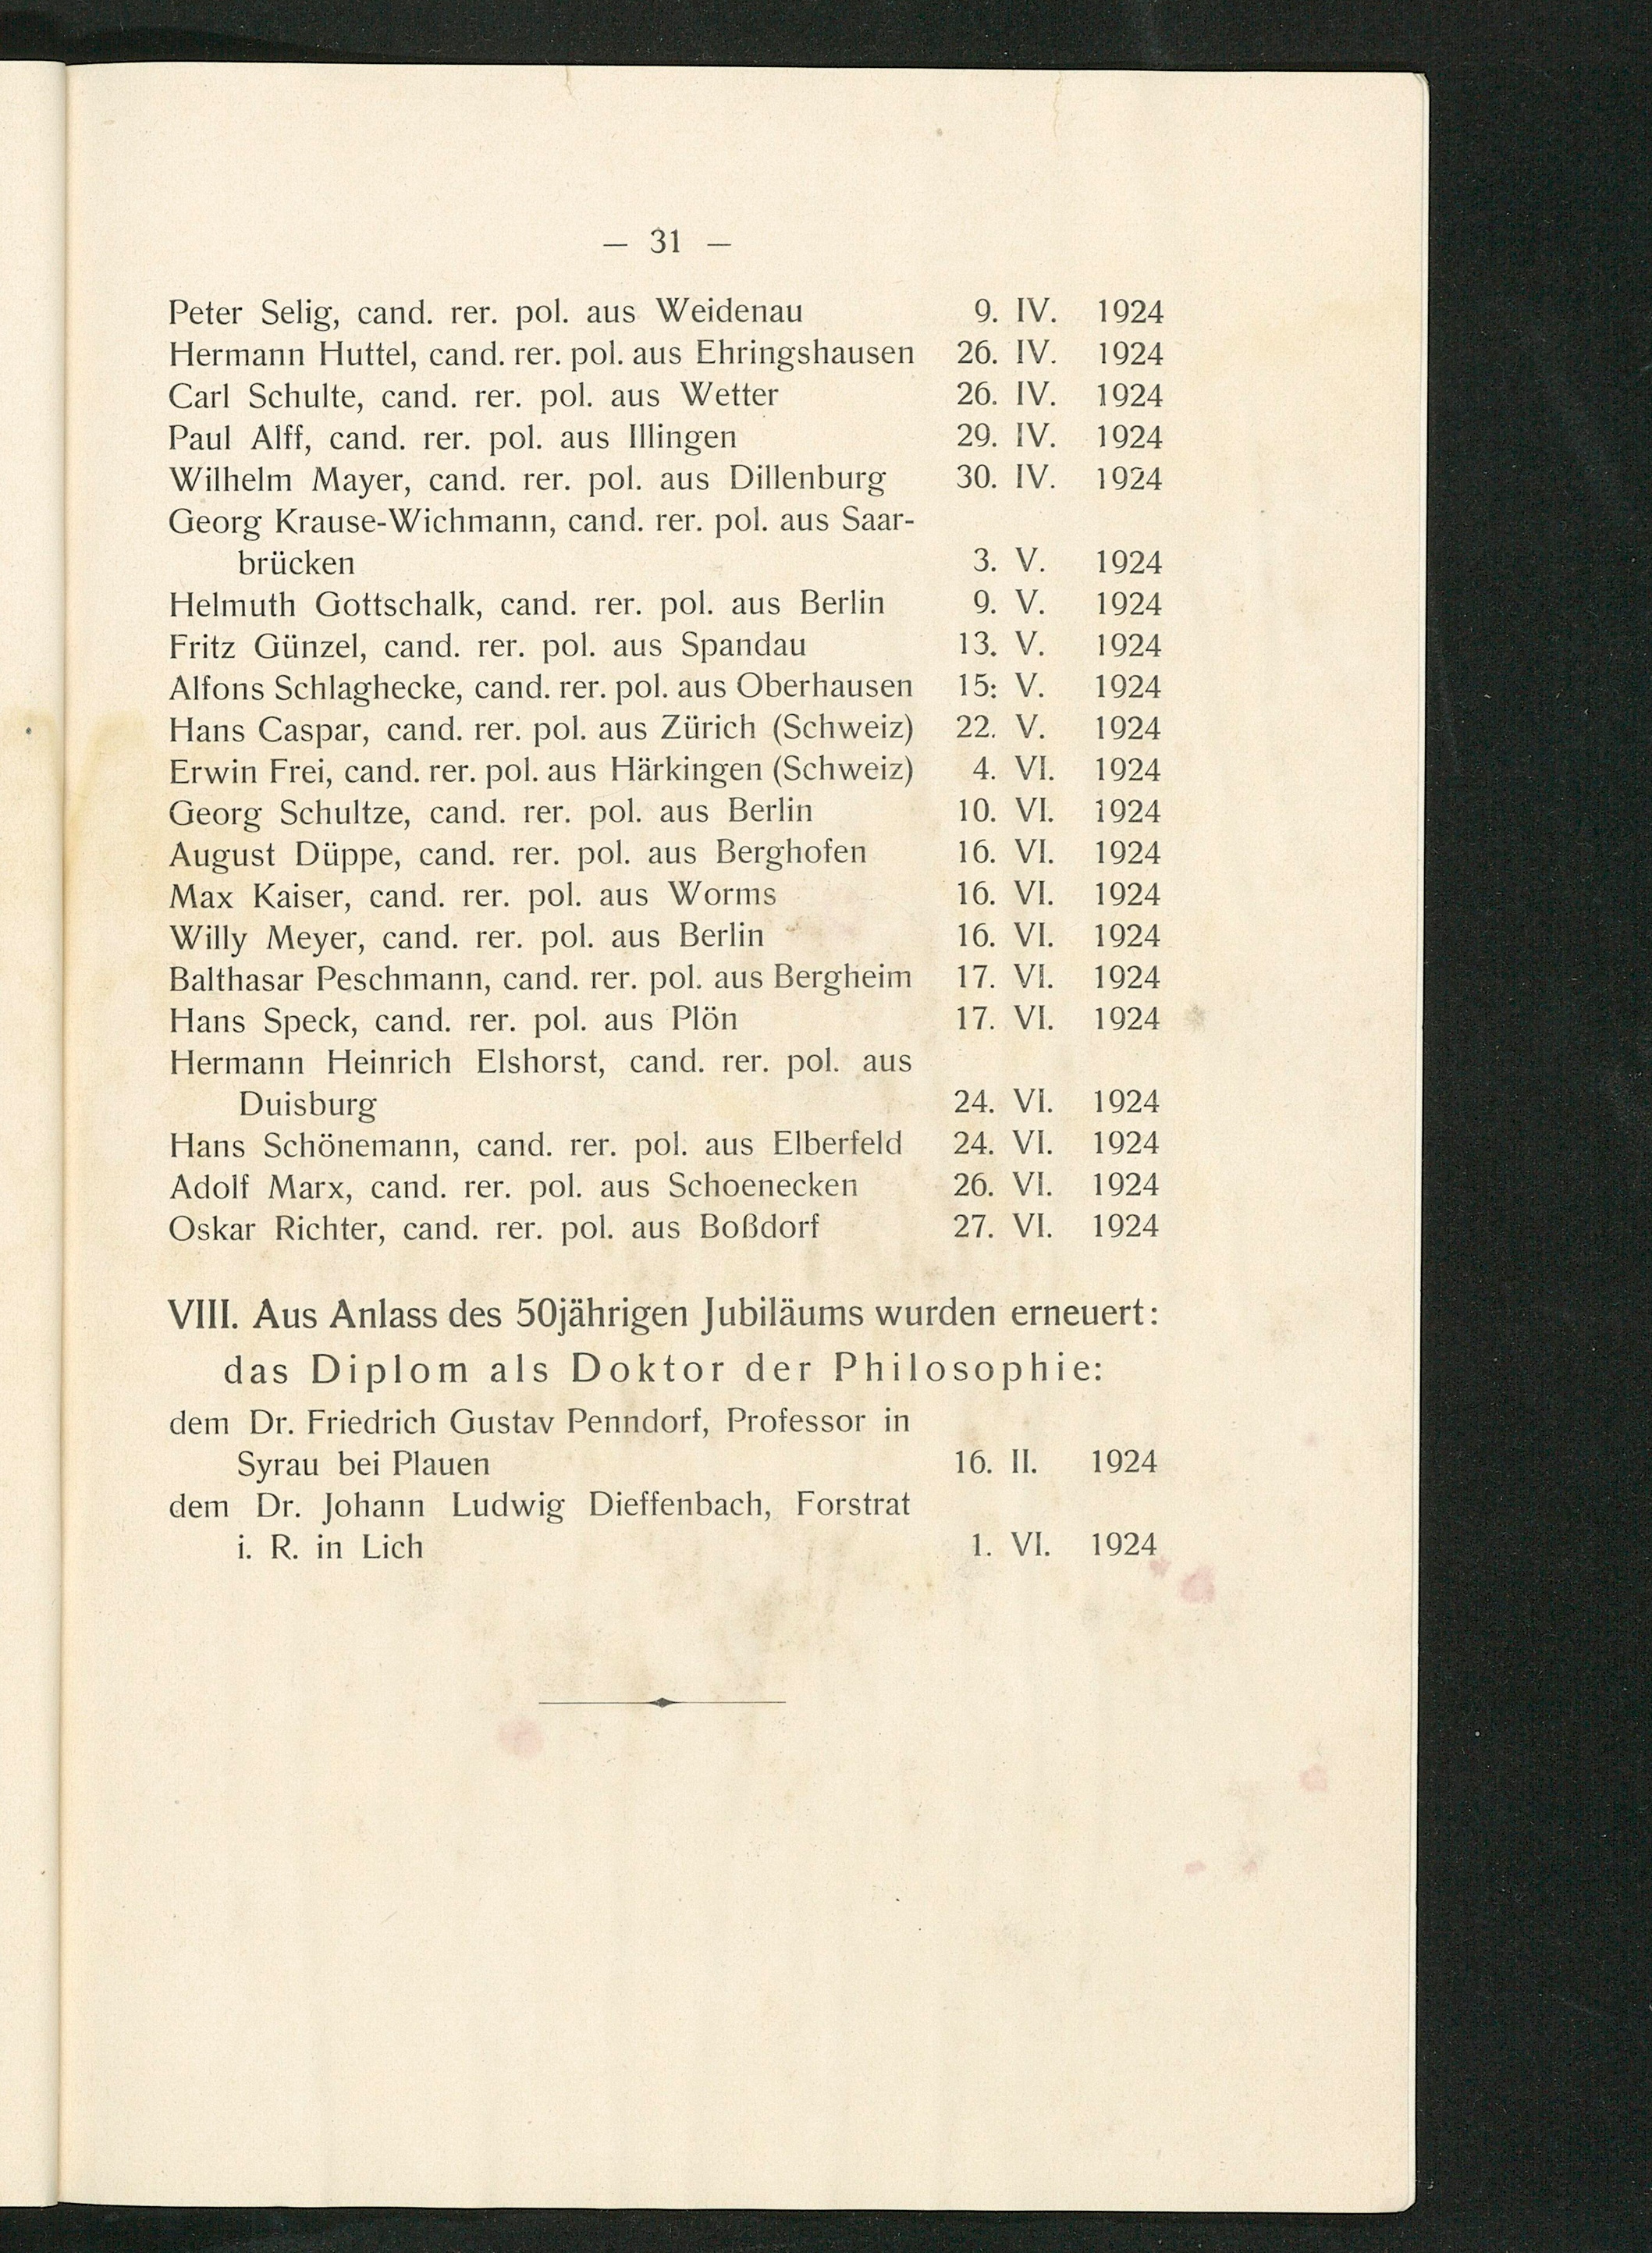 — 31 —
Peter Selig, cand. rer. pol. aus Weidenau 9. IV. 1924
Hermann Huttel, cand. rer. pol. aus Ehringshausen 26. IV. 1924
Carl Schulte, cand. rer. pol. aus Wetter 26. IV. 1924
Paul Alff, cand. rer. pol. aus Illingen 29. IV. 1924
Wilhelm Mayer, cand. rer. pol. aus Dillenburg 30. IV. 1924
Georg Krause-Wichmann, cand. rer. pol. aus Saar-
brücken 3. V. 1924
Helmuth Gottschalk, cand. rer. pol. aus Berlin 9. V. 1924
Fritz Günzel, cand. rer. pol. aus Spandau 13. V. 1924
Alfons Schlaghecke, cand. rer. pol. aus Oberhausen 15: V. 1924
Hans Caspar, cand. rer. pol. aus Zürich (Schweiz) 22. V. 1924
Erwin Frei, cand. rer. pol. aus Härkingen (Schweiz) 4. VI. 1924
Georg Schultze, cand. rer. pol. aus Berlin 10. VI. 1924
August Düppe, cand. rer. pol. aus Berghofen 16. VI. 1924
Max Kaiser, cand. rer. pol. aus Worms 16. VI. 1924
Willy Meyer, cand. rer. pol. aus Berlin 16. VI. 1924
Balthasar Peschmann, cand. rer. pol. aus Bergheim 17. VI. 1924
Hans Speck, cand. rer. pol. aus Plön 17. VI. 1924
Hermann Heinrich Elshorst, cand. rer. pol. aus
Duisburg 24. VI. 1924
Hans Schönemann, cand. rer. pol. aus Elberfeld 24. VI. 1924
Adolf Marx, cand. rer. pol. aus Schoenecken 26. VI. 1924
Oskar Richter, cand. rer. pol. aus Boßdorf 27. VI. 1924
VIII. Aus Anlass des 50jährigen Jubiläums wurden erneuert:
das Diplom als Doktor der Philosophie:
dem Dr. Friedrich Gustav Penndorf, Professor in
Syrau bei Plauen 16. II. 1924
dem Dr. Johann Ludwig Dieffenbach, Forstrat
i. R. in Lich 1. VI. 1924